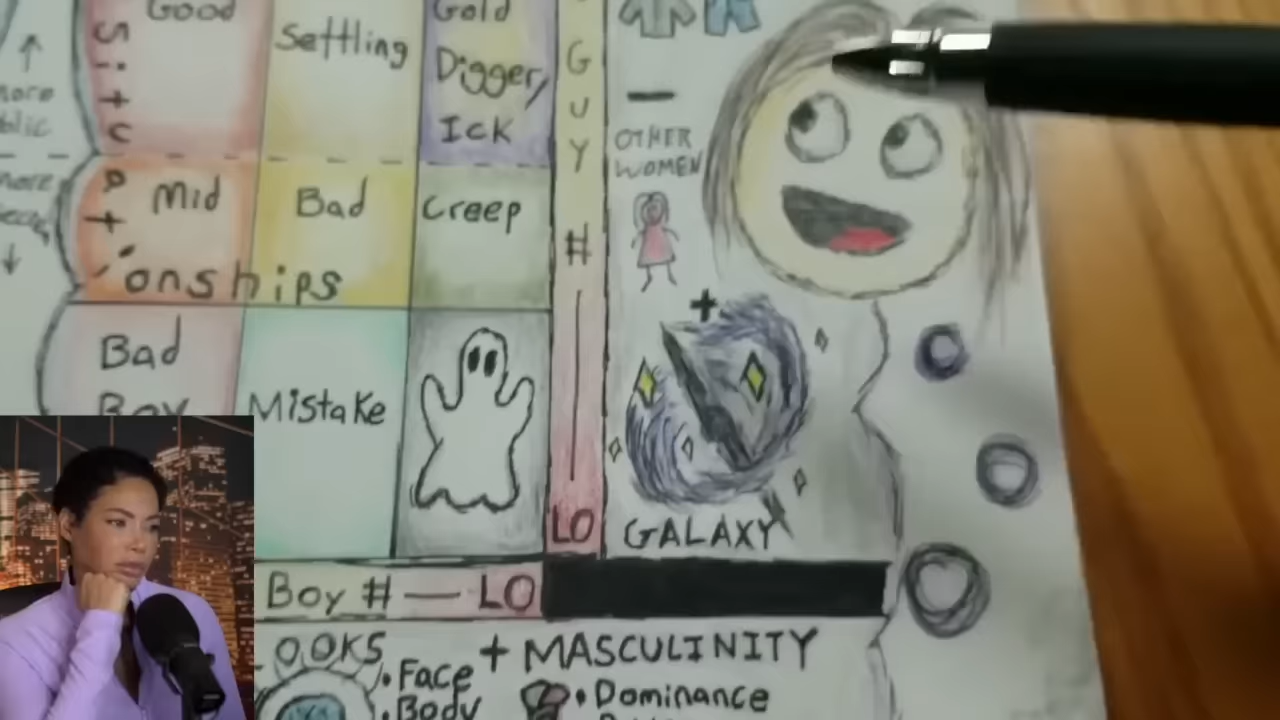 Good
Settling
Gold
Digger,
Ick
S
i
t
c
G
U
Y
#
LO
OTHER
WOMEN
Mid
Bad
Creep
onships
Bad
Boy
Mistake
+
GALAXY
Boy # — LO
OOKS
+ MASCULINITY
• Face
• Body
• Dominance